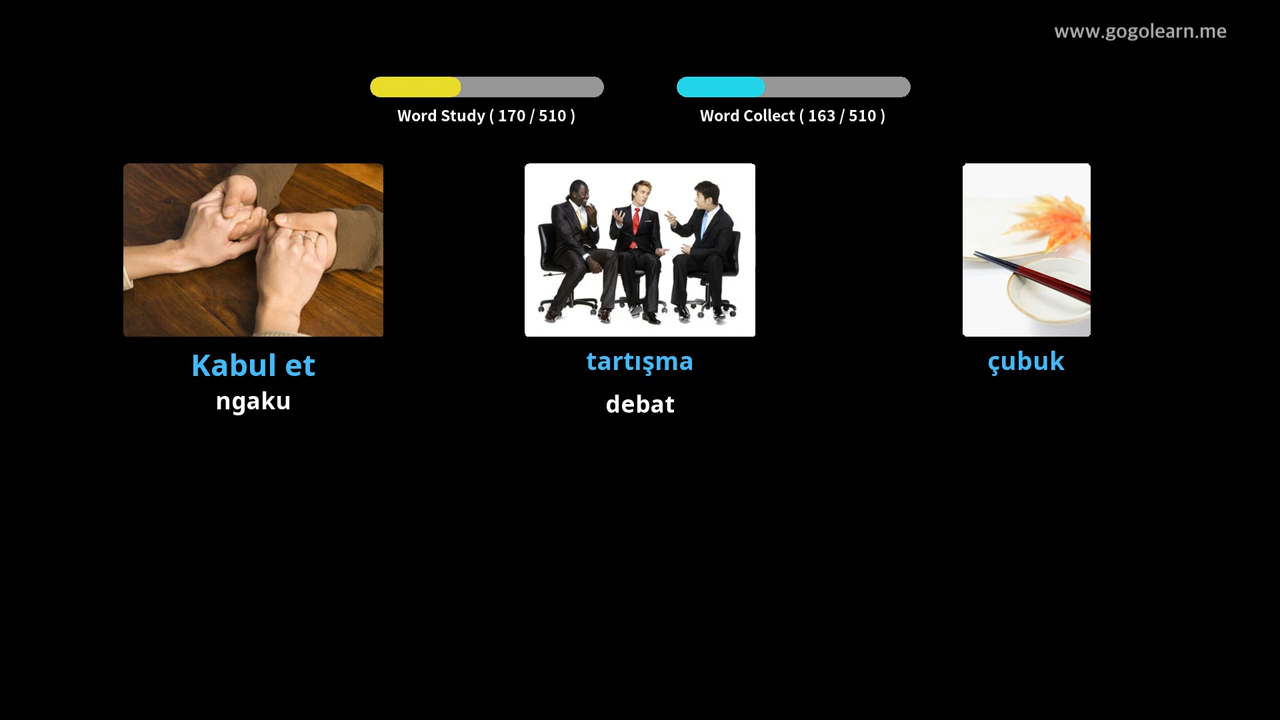 www.gogolearn.me
Word Study ( 170 / 510 )
Word Collect ( 163 / 510 )
Kabul et
ngaku
tartışma
debat
çubuk